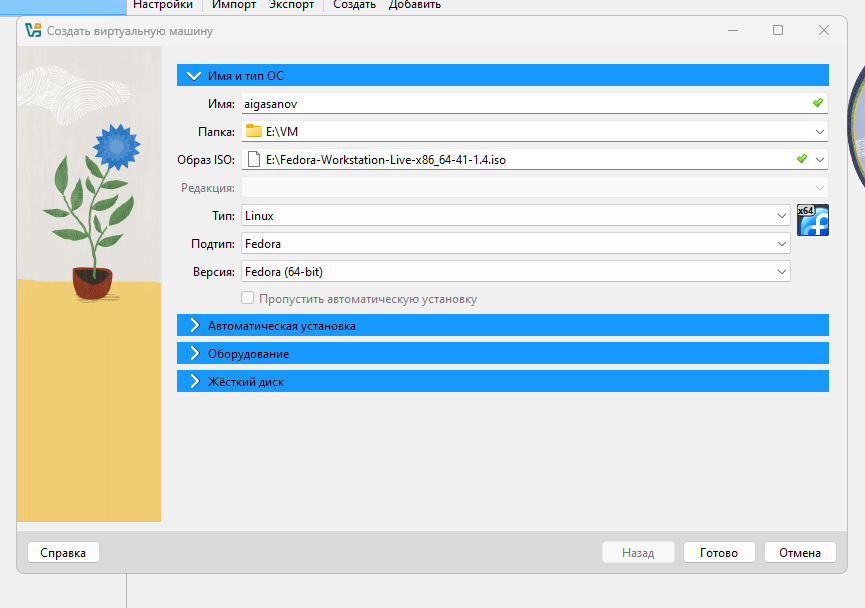 Настройки Импорт Экспорт Создать Добавить
Создать виртуальную машину
Имя и тип ОС
Имя: aigasanov
Папка: E:\VM
Образ ISO: E:\Fedora-Workstation-Live-x86_64-41-1.4.iso
Редакция:
Тип: Linux
x64
Подтип: Fedora
Версия: Fedora (64-bit)
Пропустить автоматическую установку
Автоматическая установка
Оборудование
Жёсткий диск
Справка Назад Готово Отмена